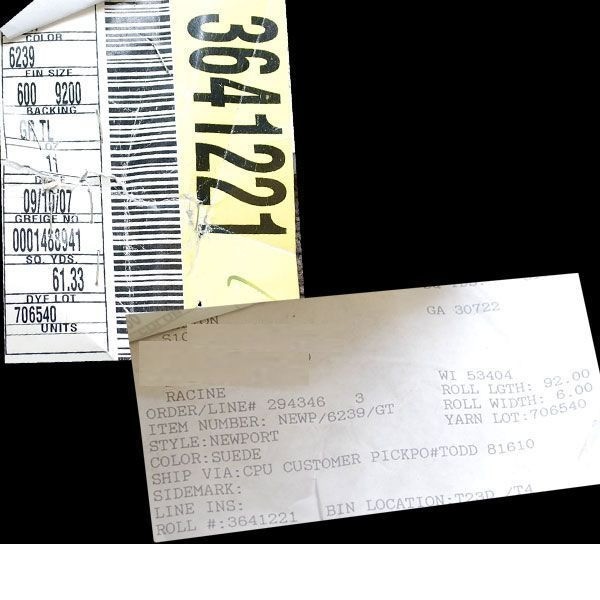 COLOR
6239
FIN SIZE
600 9200
BACKING
11
09/10/07
GREIGE NO.
0001488941
SQ. YDS.
61.33
DYE LOT
706540
UNITS
3641221
GA 30722
RACINE WI 53404
ORDER/LINE# 294346 3 ROLL LGTH: 92.00
ITEM NUMBER: NEWP/6239/GT ROLL WIDTH: 6.00
STYLE:NEWPORT YARN LOT:706540
COLOR:SUEDE
SHIP VIA:CPU CUSTOMER PICKPO#TODD 81610
SIDEMARK:
LINE INS:
ROLL #:3641221 BIN LOCATION:T23D /T4